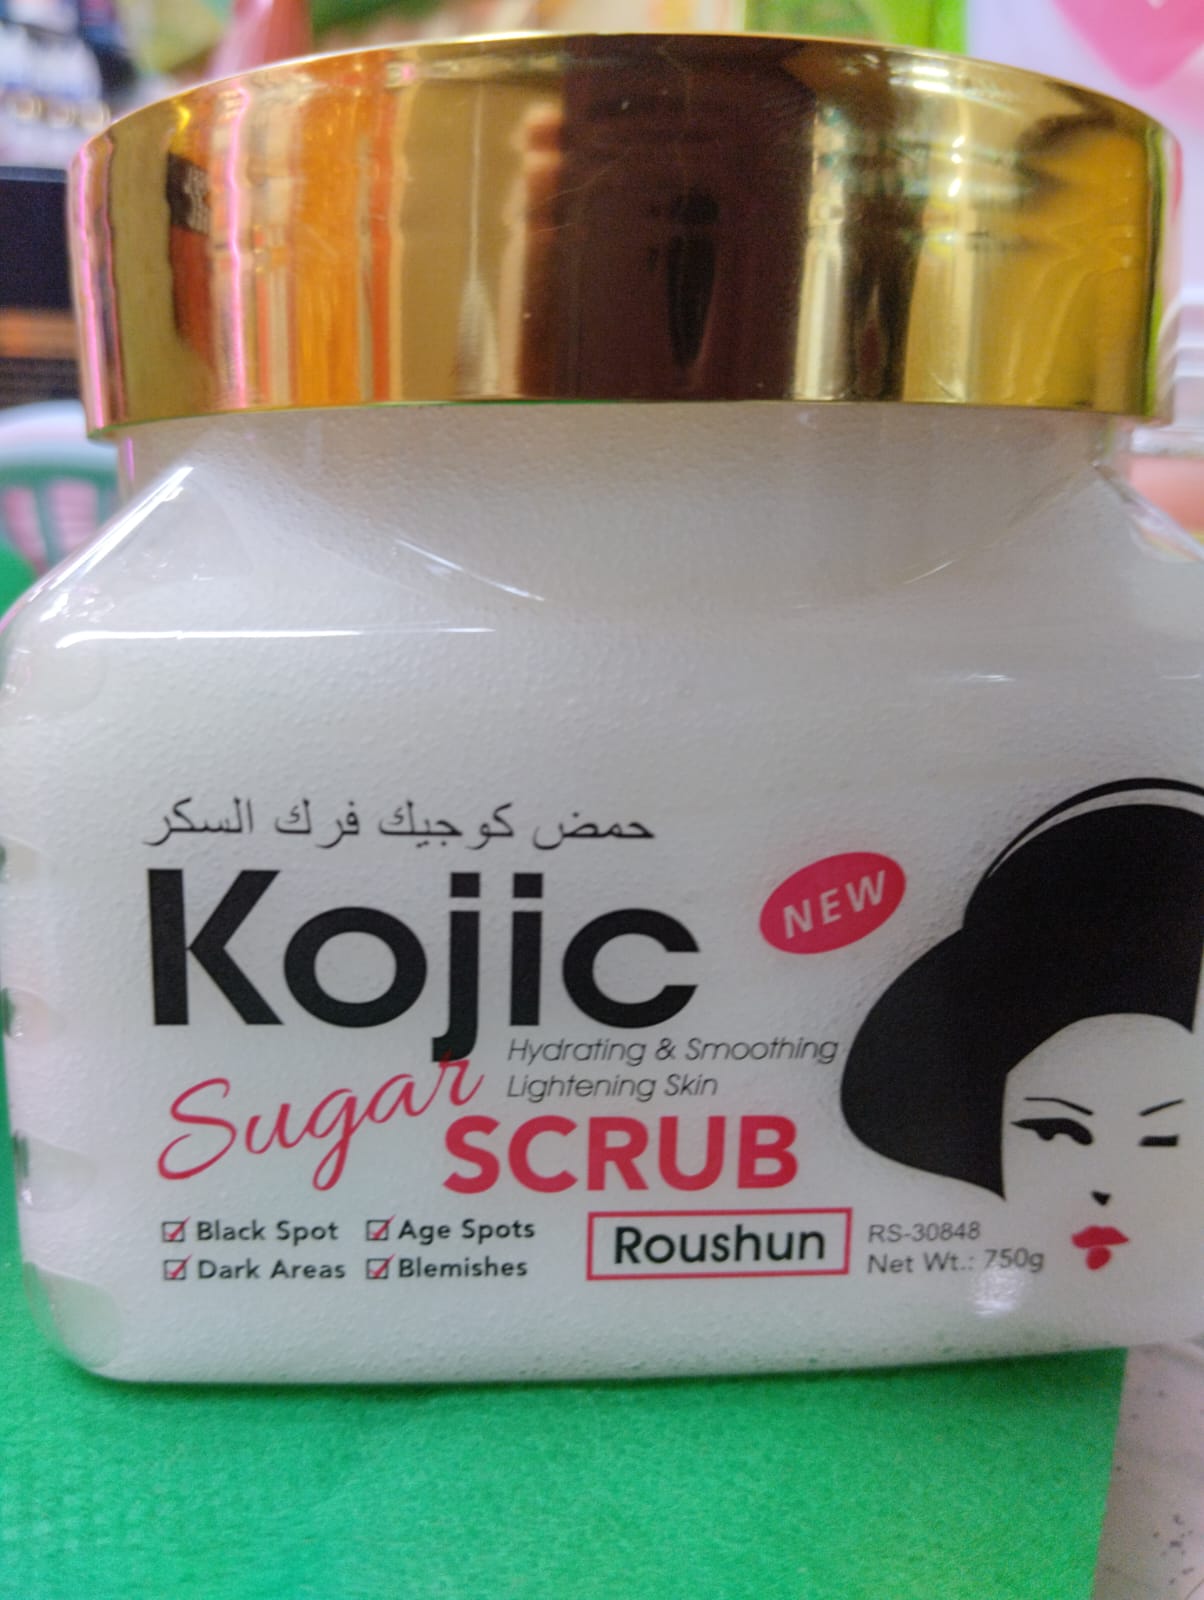 حمض كوجيك فرك السكر
Kojic
NEW
Hydrating & Smoothing
Lightening Skin
Sugar
SCRUB
Black Spot
Age Spots
Dark Areas
Blemishes
Roushun
RS-30848
Net Wt.: 750g